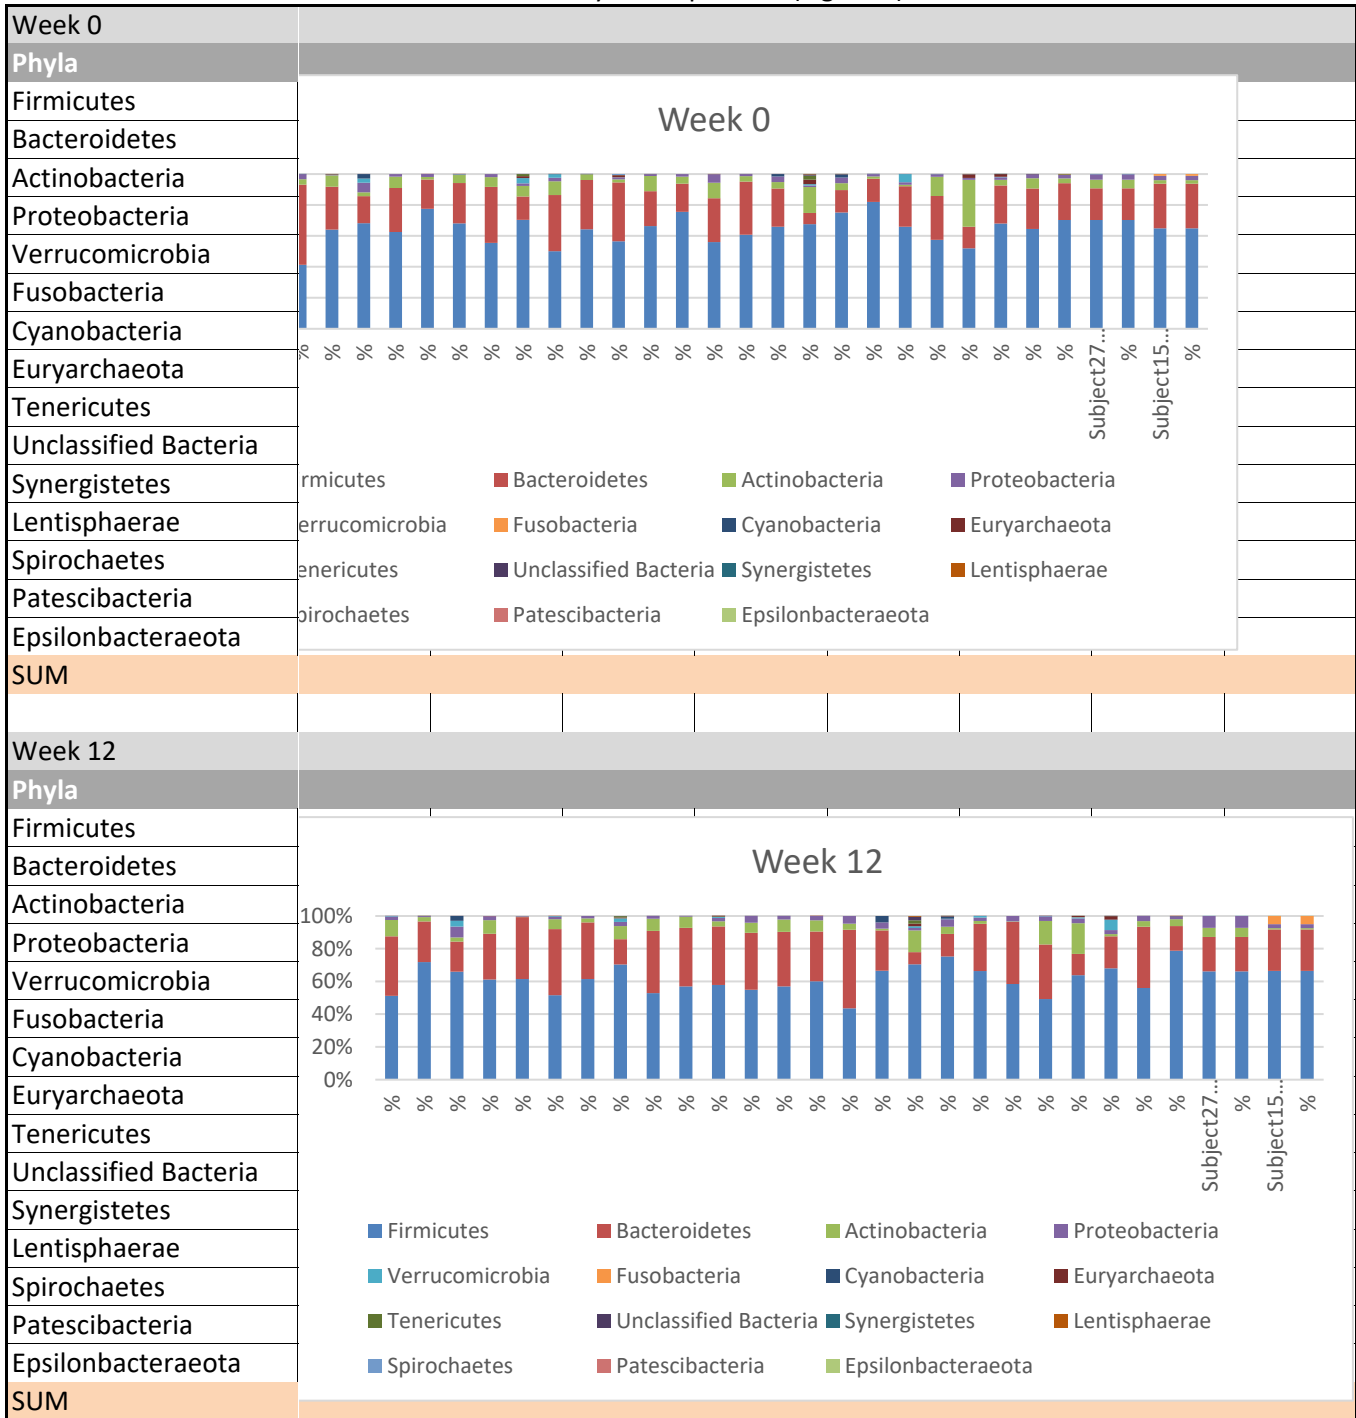 Week 0
Phyla
Firmicutes
Bacteroidetes
Actinobacteria
Proteobacteria
Verrucomicrobia
Fusobacteria
Cyanobacteria
Euryarchaeota
Tenericutes
Unclassified Bacteria
Synergistetes
Lentisphaerae
Spirochaetes
Patescibacteria
Epsilonbacteraeota
SUM
Week 0
% % % % % % % % % % % % % % % % % % % % % % % % % Subject27... % Subject15... %
rmicutes Bacteroidetes Actinobacteria Proteobacteria
errucomicrobia Fusobacteria Cyanobacteria Euryarchaeota
enericutes Unclassified Bacteria Synergistetes Lentisphaerae
pirochaetes Patescibacteria Epsilonbacteraeota
Week 12
Phyla
Firmicutes
Bacteroidetes
Actinobacteria
Proteobacteria
Verrucomicrobia
Fusobacteria
Cyanobacteria
Euryarchaeota
Tenericutes
Unclassified Bacteria
Synergistetes
Lentisphaerae
Spirochaetes
Patescibacteria
Epsilonbacteraeota
SUM
Week 12
100%
80%
60%
40%
20%
0%
% % % % % % % % % % % % % % % % % % % % % % % % % Subject27... % Subject15... %
Firmicutes Bacteroidetes Actinobacteria Proteobacteria
Verrucomicrobia Fusobacteria Cyanobacteria Euryarchaeota
Tenericutes Unclassified Bacteria Synergistetes Lentisphaerae
Spirochaetes Patescibacteria Epsilonbacteraeota